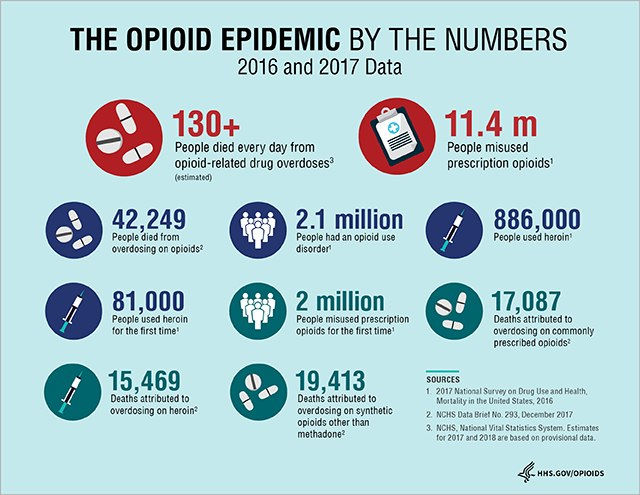 THE OPIOID EPIDEMIC BY THE NUMBERS
2016 and 2017 Data
130+
People died every day from
opioid-related drug overdoses³
(estimated)
11.4 m
People misused
prescription opioids¹
42,249
People died from
overdosing on opioids²
2.1 million
People had an opioid use
disorder¹
886,000
People used heroin¹
81,000
People used heroin
for the first time¹
2 million
People misused prescription
opioids for the first time¹
17,087
Deaths attributed to
overdosing on commonly
prescribed opioids²
15,469
Deaths attributed to
overdosing on heroin²
19,413
Deaths attributed to
overdosing on synthetic
opioids other than
methadone²
SOURCES
1. 2017 National Survey on Drug Use and Health,
Mortality in the United States, 2016
2. NCHS Data Brief No. 293, December 2017
3. NCHS, National Vital Statistics System. Estimates
for 2017 and 2018 are based on provisional data.
HHS.GOV/OPIOIDS